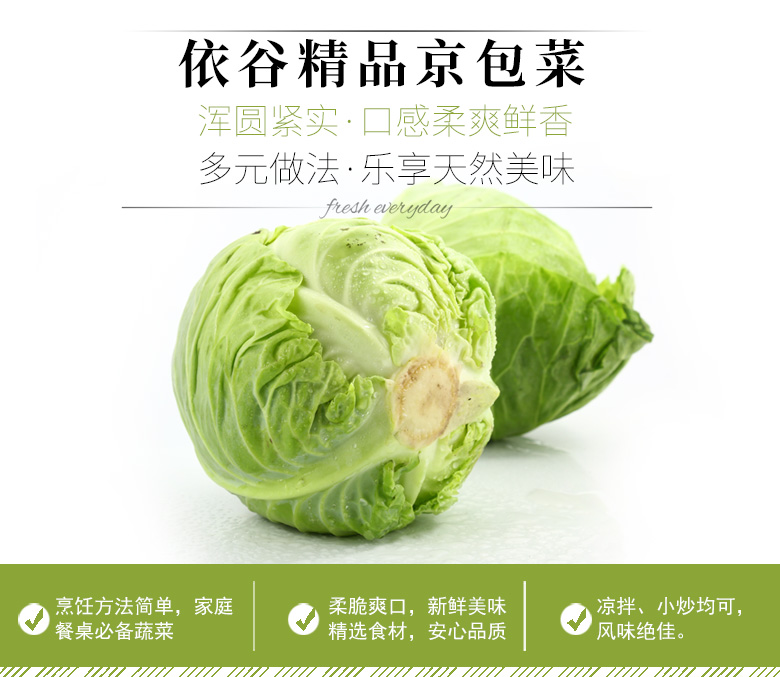 依谷精品京包菜
浑圆紧实·口感柔爽鲜香
多元做法·乐享天然美味
fresh everyday
烹饪方法简单，家庭
餐桌必备蔬菜
柔脆爽口，新鲜美味
精选食材，安心品质
凉拌、小炒均可，
风味绝佳。